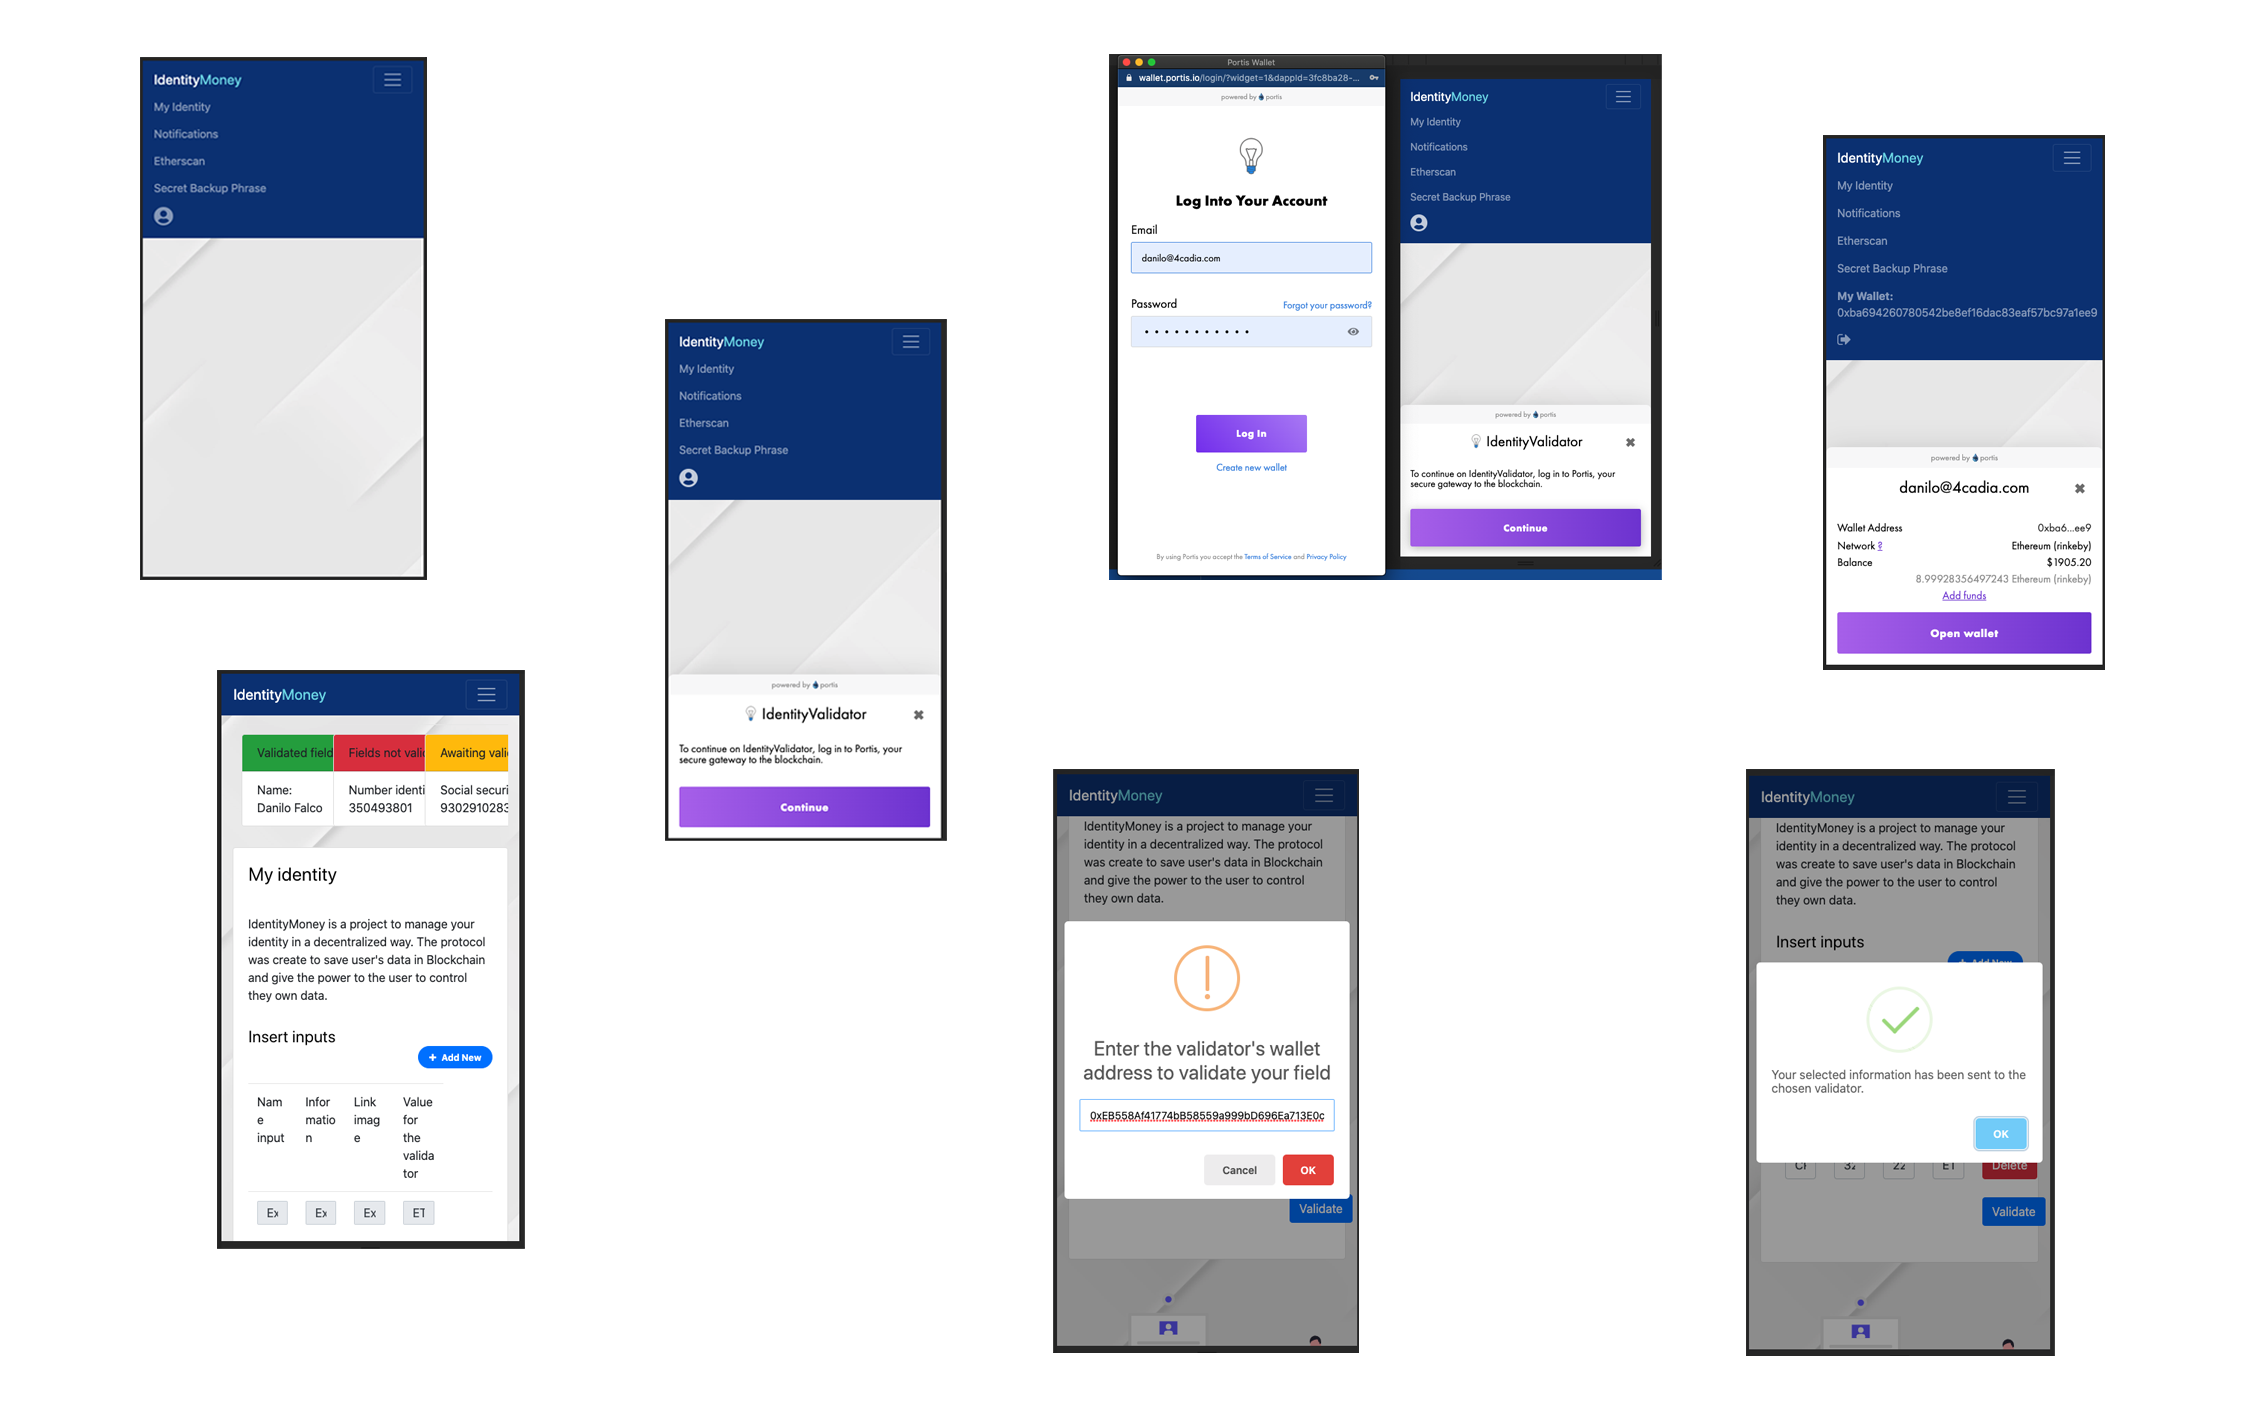 IdentityMoney
My Identity
Notifications
Etherscan
Secret Backup Phrase
IdentityMoney
My Identity
Notifications
Etherscan
Secret Backup Phrase
powered by portis
IdentityValidator
To continue on IdentityValidator, log in to Portis, your
secure gateway to the blockchain.
Continue
Portis Wallet
wallet.portis.io/login/?widget=1&dappId=3fc8ba28-...
powered by portis
Log Into Your Account
Email
danilo@4cadia.com
Password
Forgot your password?
Log In
Create new wallet
By using Portis you accept the Terms of Service and Privacy Policy
IdentityMoney
My Identity
Notifications
Etherscan
Secret Backup Phrase
powered by portis
IdentityValidator
To continue on IdentityValidator, log in to Portis, your
secure gateway to the blockchain.
Continue
IdentityMoney
My Identity
Notifications
Etherscan
Secret Backup Phrase
My Wallet:
0xba694260780542be8ef16dac83eaf57bc97a1ee9
powered by portis
danilo@4cadia.com
Wallet Address 0xba6...ee9
Network ? Ethereum (rinkeby)
Balance $1905.20
8.99928356497243 Ethereum (rinkeby)
Add funds
Open wallet
IdentityMoney
Validated field Fields not valid Awaiting vali
Name: Number identi Social securi
Danilo Falco 350493801 9302910283
My identity
IdentityMoney is a project to manage your
identity in a decentralized way. The protocol
was create to save user's data in Blockchain
and give the power to the user to control
they own data.
Insert inputs
+ Add New
Nam Infor Link Value
e matio imag for
input n e the
valida
tor
Ex Ex Ex ET
IdentityMoney
IdentityMoney is a project to manage your
identity in a decentralized way. The protocol
was create to save user's data in Blockchain
and give the power to the user to control
they own data.
Enter the validator's wallet
address to validate your field
0xEB558Af41774bB58559a999bD696Ea713E0c
Cancel OK
Validate
IdentityMoney
IdentityMoney is a project to manage your
identity in a decentralized way. The protocol
was create to save user's data in Blockchain
and give the power to the user to control
they own data.
Insert inputs
+ Add New
Your selected information has been sent to the
chosen validator.
OK
32 22 ET Delete
Validate